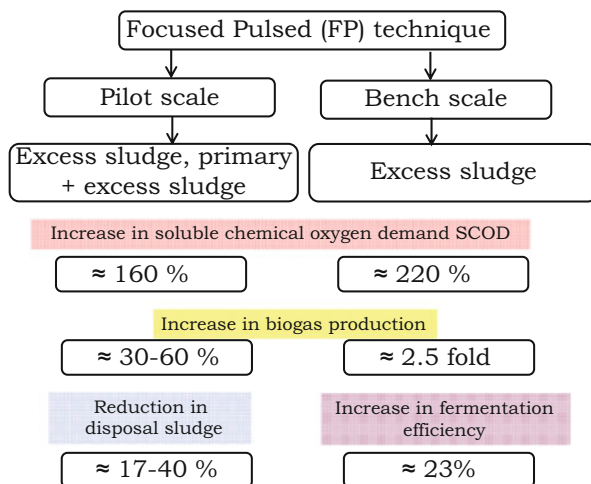 Focused Pulsed (FP) technique
Pilot scale
Bench scale
Excess sludge, primary
+ excess sludge
Excess sludge
Increase in soluble chemical oxygen demand SCOD
≈ 160 %
≈ 220 %
Increase in biogas production
≈ 30-60 %
≈ 2.5 fold
Reduction in
disposal sludge
Increase in fermentation
efficiency
≈ 17-40 %
≈ 23%